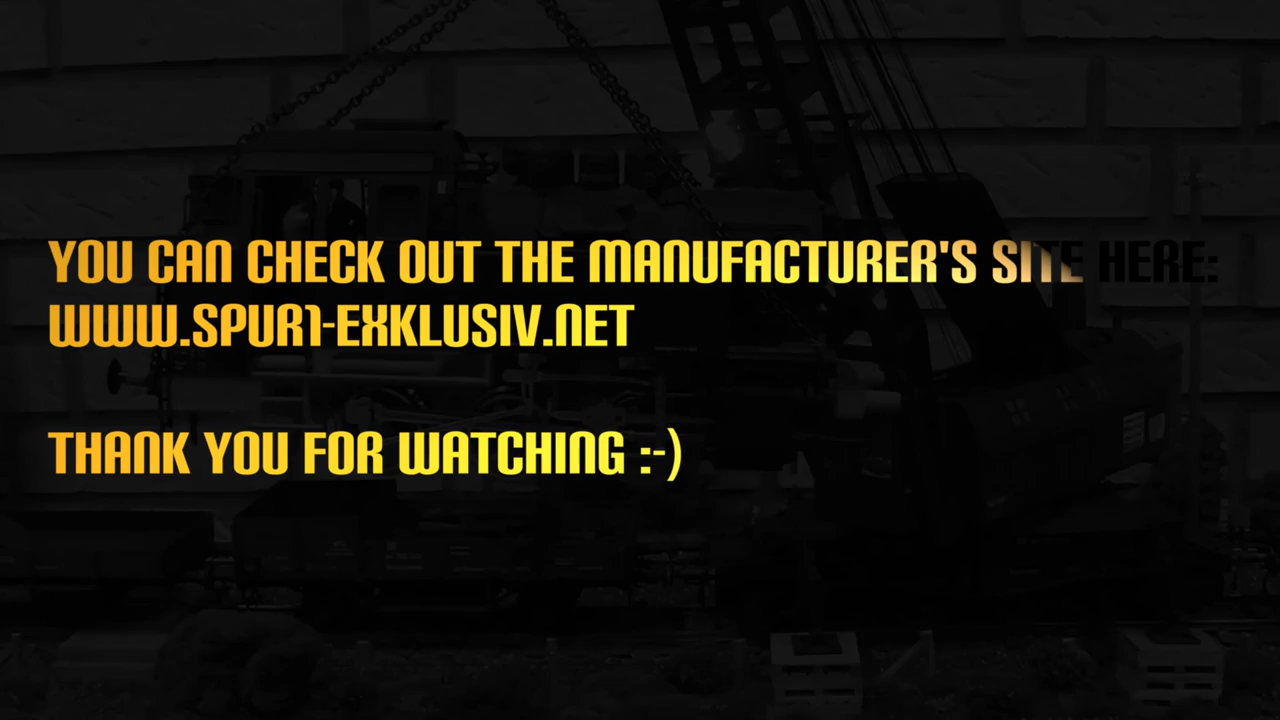 YOU CAN CHECK OUT THE MANUFACTURER'S SITE HERE:
WWW.SPUR1-EXKLUSIV.NET
THANK YOU FOR WATCHING :-)